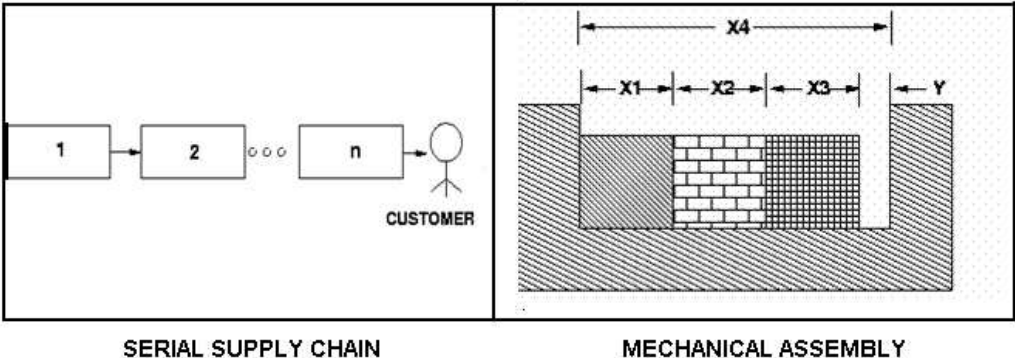 1
2
n
CUSTOMER
X4
X1 X2 X3 Y
SERIAL SUPPLY CHAIN
MECHANICAL ASSEMBLY